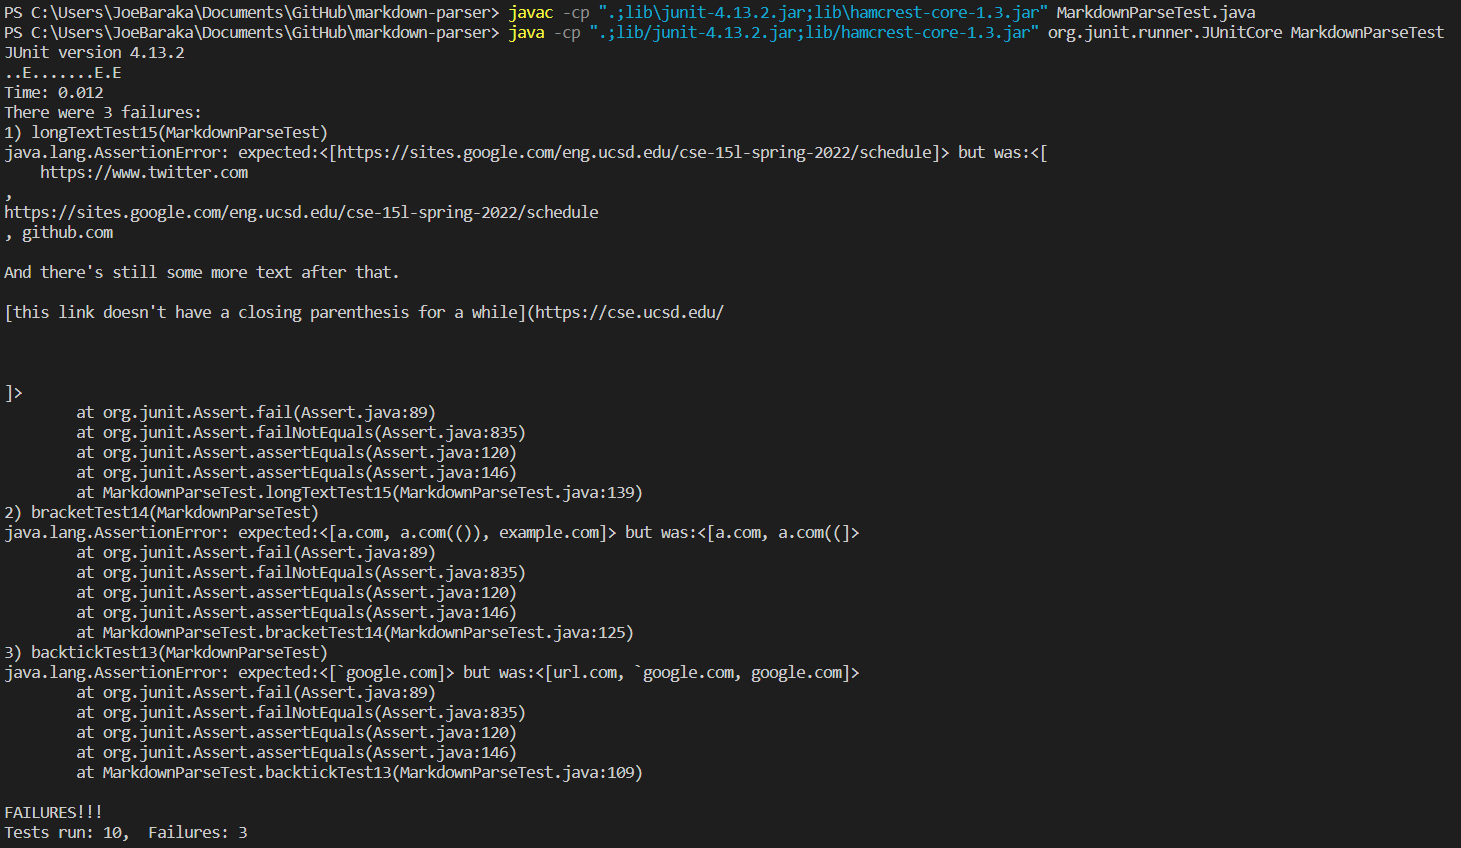 PS C:\Users\JoeBaraka\Documents\GitHub\markdown-parser> javac -cp ".;lib\junit-4.13.2.jar;lib\hamcrest-core-1.3.jar" MarkdownParseTest.java
PS C:\Users\JoeBaraka\Documents\GitHub\markdown-parser> java -cp ".;lib/junit-4.13.2.jar;lib/hamcrest-core-1.3.jar" org.junit.runner.JUnitCore MarkdownParseTest
JUnit version 4.13.2
..E.......E.E
Time: 0.012
There were 3 failures:
1) longTextTest15(MarkdownParseTest)
java.lang.AssertionError: expected:<[https://sites.google.com/eng.ucsd.edu/cse-15l-spring-2022/schedule]> but was:<[
    https://www.twitter.com
,
https://sites.google.com/eng.ucsd.edu/cse-15l-spring-2022/schedule
, github.com

And there's still some more text after that.

[this link doesn't have a closing parenthesis for a while](https://cse.ucsd.edu/



]>
        at org.junit.Assert.fail(Assert.java:89)
        at org.junit.Assert.failNotEquals(Assert.java:835)
        at org.junit.Assert.assertEquals(Assert.java:120)
        at org.junit.Assert.assertEquals(Assert.java:146)
        at MarkdownParseTest.longTextTest15(MarkdownParseTest.java:139)
2) bracketTest14(MarkdownParseTest)
java.lang.AssertionError: expected:<[a.com, a.com(()), example.com]> but was:<[a.com, a.com((]>
        at org.junit.Assert.fail(Assert.java:89)
        at org.junit.Assert.failNotEquals(Assert.java:835)
        at org.junit.Assert.assertEquals(Assert.java:120)
        at org.junit.Assert.assertEquals(Assert.java:146)
        at MarkdownParseTest.bracketTest14(MarkdownParseTest.java:125)
3) backtickTest13(MarkdownParseTest)
java.lang.AssertionError: expected:<[`google.com]> but was:<[url.com, `google.com, google.com]>
        at org.junit.Assert.fail(Assert.java:89)
        at org.junit.Assert.failNotEquals(Assert.java:835)
        at org.junit.Assert.assertEquals(Assert.java:120)
        at org.junit.Assert.assertEquals(Assert.java:146)
        at MarkdownParseTest.backtickTest13(MarkdownParseTest.java:109)

FAILURES!!!
Tests run: 10,  Failures: 3